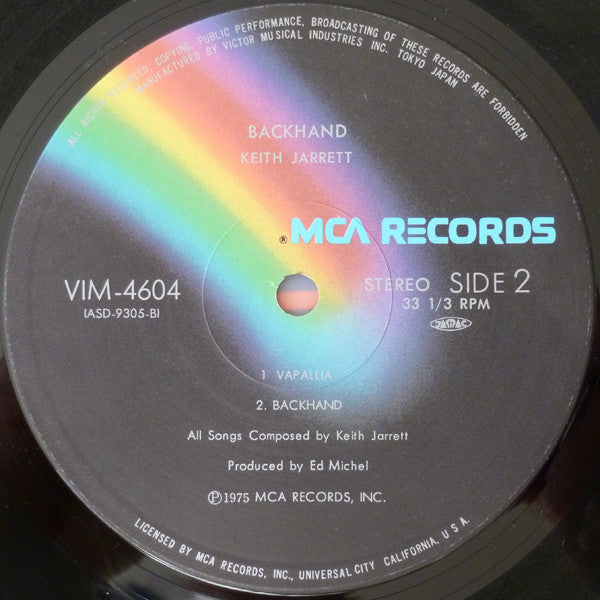 ALL RIGHTS RESERVED. COPYING, PUBLIC PERFORMANCE, BROADCASTING OF THESE RECORDS ARE FORBIDDEN
MANUFACTURED BY VICTOR MUSICAL INDUSTRIES INC. TOKYO JAPAN
BACKHAND
KEITH JARRETT
® MCA RECORDS
VIM-4604
(ASD-9305-B)
STEREO SIDE 2
33 1/3 RPM
JASRAC
1 VAPALLIA
2. BACKHAND
All Songs Composed by Keith Jarrett
Produced by Ed Michel
Ⓟ1975 MCA RECORDS, INC.
LICENSED BY MCA RECORDS, INC., UNIVERSAL CITY CALIFORNIA, U.S.A.